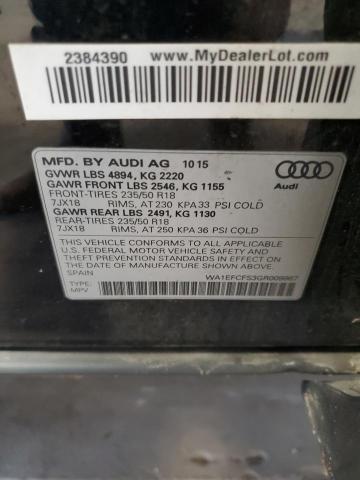 2384390 www.MyDealerLot.com
MFD. BY AUDI AG 10 15
GVWR LBS 4894, KG 2220
GAWR FRONT LBS 2546, KG 1155
FRONT-TIRES 235/50 R18
7JX18 RIMS, AT 230 KPA 33 PSI COLD
GAWR REAR LBS 2491, KG 1130
REAR-TIRES 235/50 R18
7JX18 RIMS, AT 250 KPA 36 PSI COLD
Audi
THIS VEHICLE CONFORMS TO ALL APPLICABLE
U.S. FEDERAL MOTOR VEHICLE SAFETY AND
THEFT PREVENTION STANDARDS IN EFFECT ON THE
DATE OF MANUFACTURE SHOWN ABOVE.
SPAIN
TYPE:
MPV